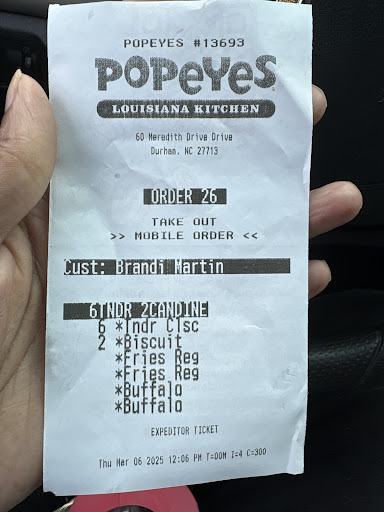 POPEYES #13693
POPEYES
LOUISIANA KITCHEN
60 Meredith Drive Drive
Durham, NC 27713
ORDER 26
TAKE OUT
>> MOBILE ORDER <<
Cust: Brandi Martin
6TNDR 2CANDINE
6 *Tndr Clsc
2 *Biscuit
*Fries Reg
*Fries Reg
*Buffalo
*Buffalo
EXPEDITOR TICKET
Thu Mar 06 2025 12:06 PM T=OOM I=4 C=300